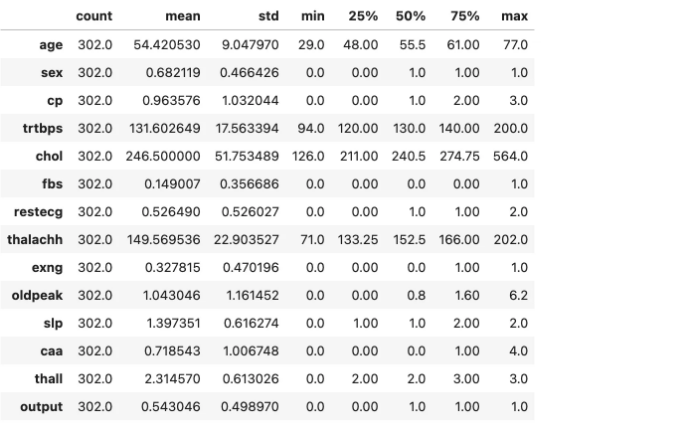 count mean std min 25% 50% 75% max
age 302.0 54.420530 9.047970 29.0 48.00 55.5 61.00 77.0
sex 302.0 0.682119 0.466426 0.0 0.00 1.0 1.00 1.0
cp 302.0 0.963576 1.032044 0.0 0.00 1.0 2.00 3.0
trtbps 302.0 131.602649 17.563394 94.0 120.00 130.0 140.00 200.0
chol 302.0 246.500000 51.753489 126.0 211.00 240.5 274.75 564.0
fbs 302.0 0.149007 0.356686 0.0 0.00 0.0 0.00 1.0
restecg 302.0 0.526490 0.526027 0.0 0.00 1.0 1.00 2.0
thalachh 302.0 149.569536 22.903527 71.0 133.25 152.5 166.00 202.0
exng 302.0 0.327815 0.470196 0.0 0.00 0.0 1.00 1.0
oldpeak 302.0 1.043046 1.161452 0.0 0.00 0.8 1.60 6.2
slp 302.0 1.397351 0.616274 0.0 1.00 1.0 2.00 2.0
caa 302.0 0.718543 1.006748 0.0 0.00 0.0 1.00 4.0
thall 302.0 2.314570 0.613026 0.0 2.00 2.0 3.00 3.0
output 302.0 0.543046 0.498970 0.0 0.00 1.0 1.00 1.0